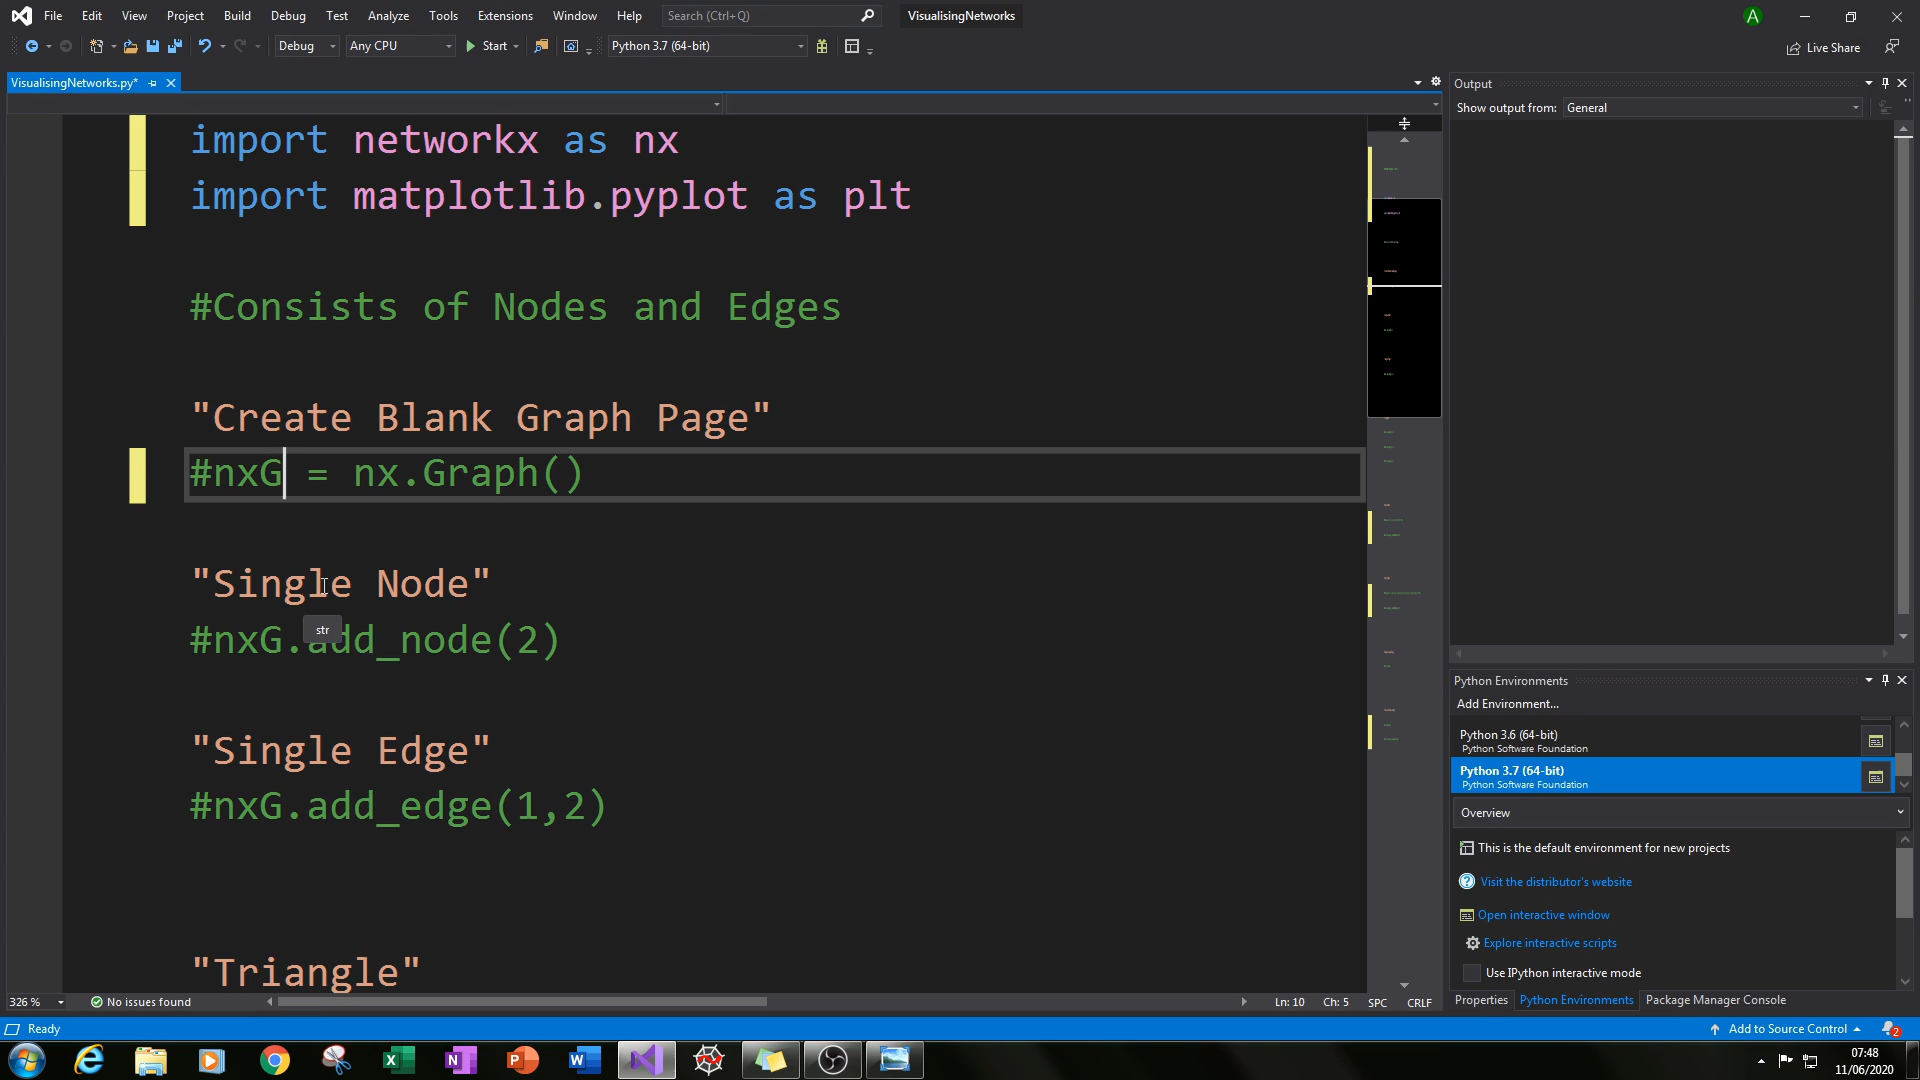 File Edit View Project Build Debug Test Analyze Tools Extensions Window Help Search (Ctrl+Q) VisualisingNetworks A
Debug Any CPU Start Python 3.7 (64-bit) Live Share
VisualisingNetworks.py*
import networkx as nx
import matplotlib.pyplot as plt
#Consists of Nodes and Edges
"Create Blank Graph Page"
#nxG = nx.Graph()
"Single Node"
str
#nxG.add_node(2)
"Single Edge"
#nxG.add_edge(1,2)
"Triangle"
326 % No issues found Ln: 10 Ch: 5 SPC CRLF
Output
Show output from: General
Python Environments
Add Environment...
Python 3.6 (64-bit)
Python Software Foundation
Python 3.7 (64-bit)
Python Software Foundation
Overview
This is the default environment for new projects
Visit the distributor's website
Open interactive window
Explore interactive scripts
Use IPython interactive mode
Properties Python Environments Package Manager Console
Ready Add to Source Control 2
07:48
11/06/2020